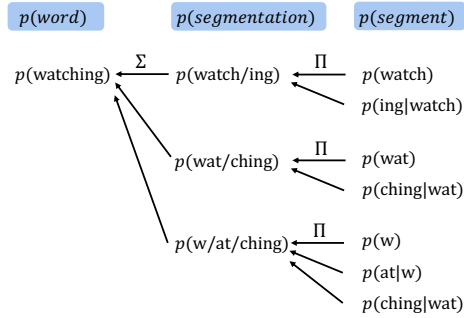 p(word) p(segmentation) p(segment)
p(watching) Σ p(watch/ing) Π p(watch)
p(ing|watch)
p(wat/ching) Π p(wat)
p(ching|wat)
p(w/at/ching) Π p(w)
p(at|w)
p(ching|wat)